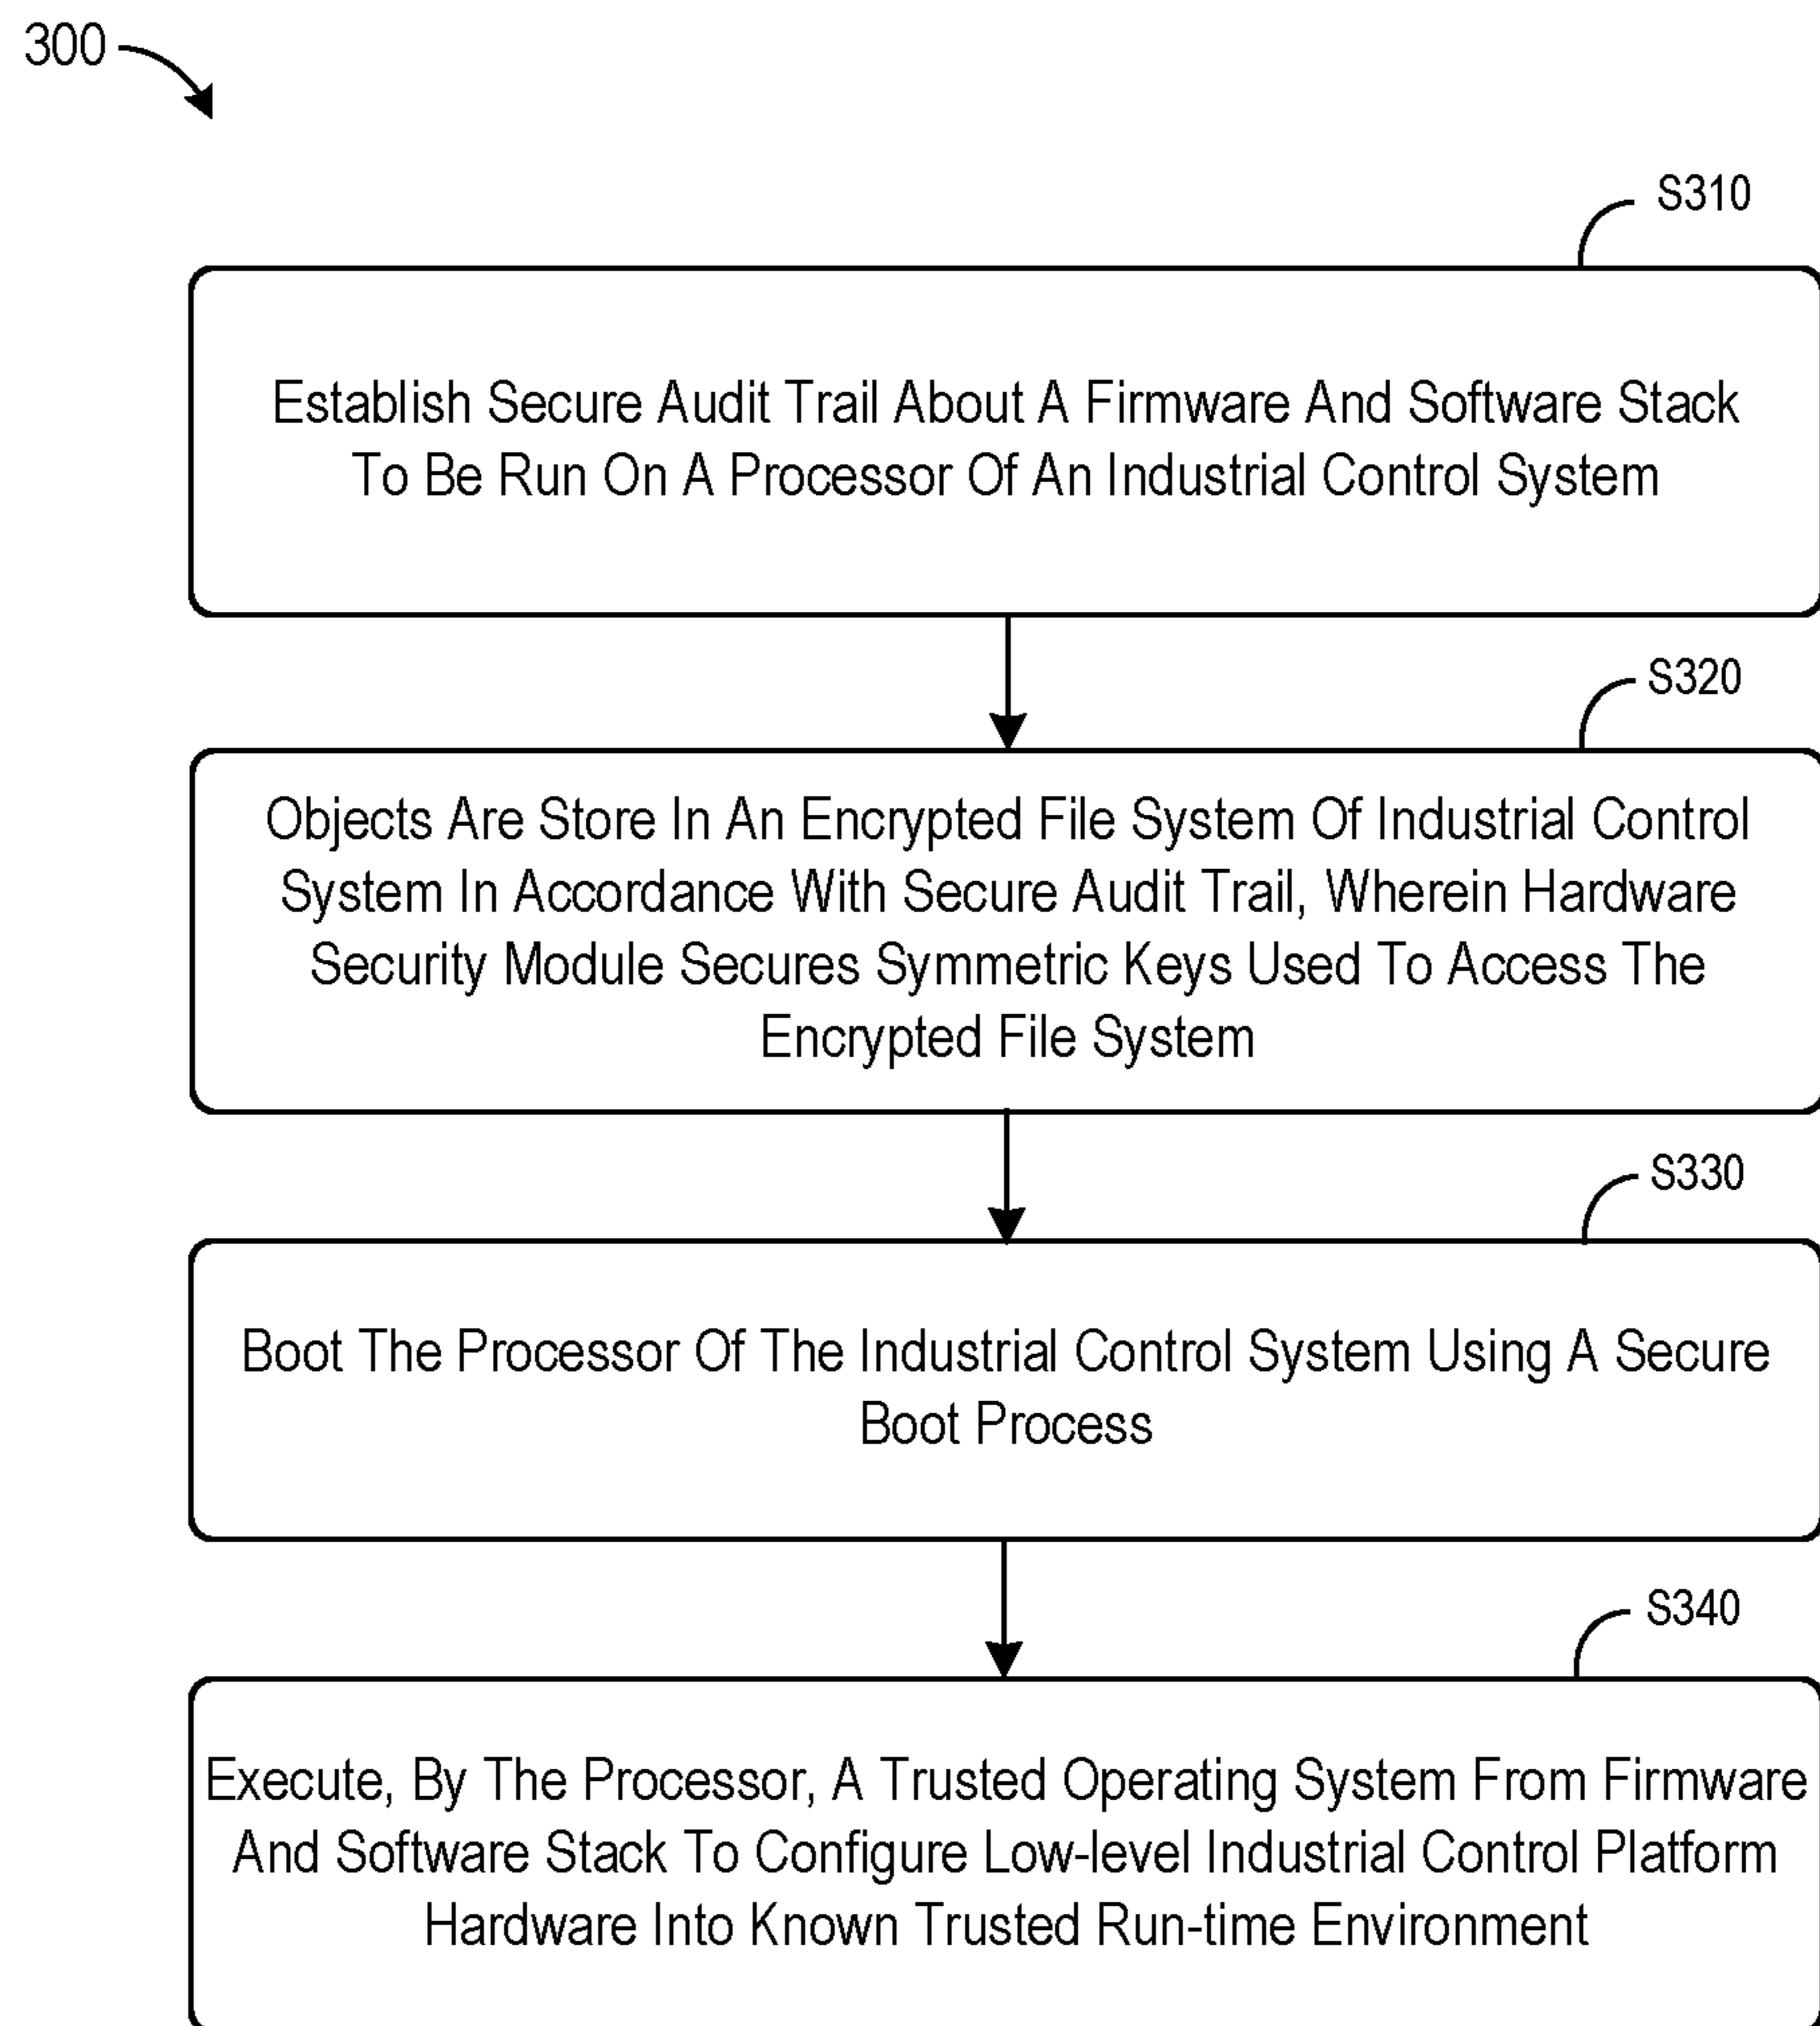 300
S310
Establish Secure Audit Trail About A Firmware And Software Stack
To Be Run On A Processor Of An Industrial Control System
S320
Objects Are Store In An Encrypted File System Of Industrial Control
System In Accordance With Secure Audit Trail, Wherein Hardware
Security Module Secures Symmetric Keys Used To Access The
Encrypted File System
S330
Boot The Processor Of The Industrial Control System Using A Secure
Boot Process
S340
Execute, By The Processor, A Trusted Operating System From Firmware
And Software Stack To Configure Low-level Industrial Control Platform
Hardware Into Known Trusted Run-time Environment